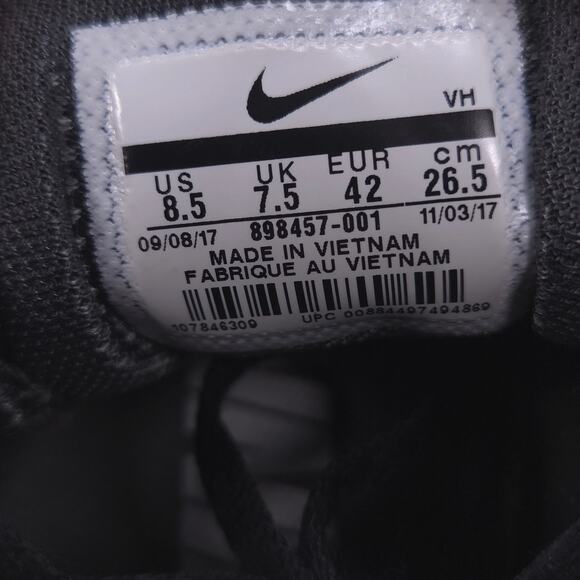 VH
US UK EUR cm
8.5 7.5 42 26.5
09/08/17 898457-001 11/03/17
MADE IN VIETNAM
FABRIQUE AU VIETNAM
107846309 UPC 00884497494869